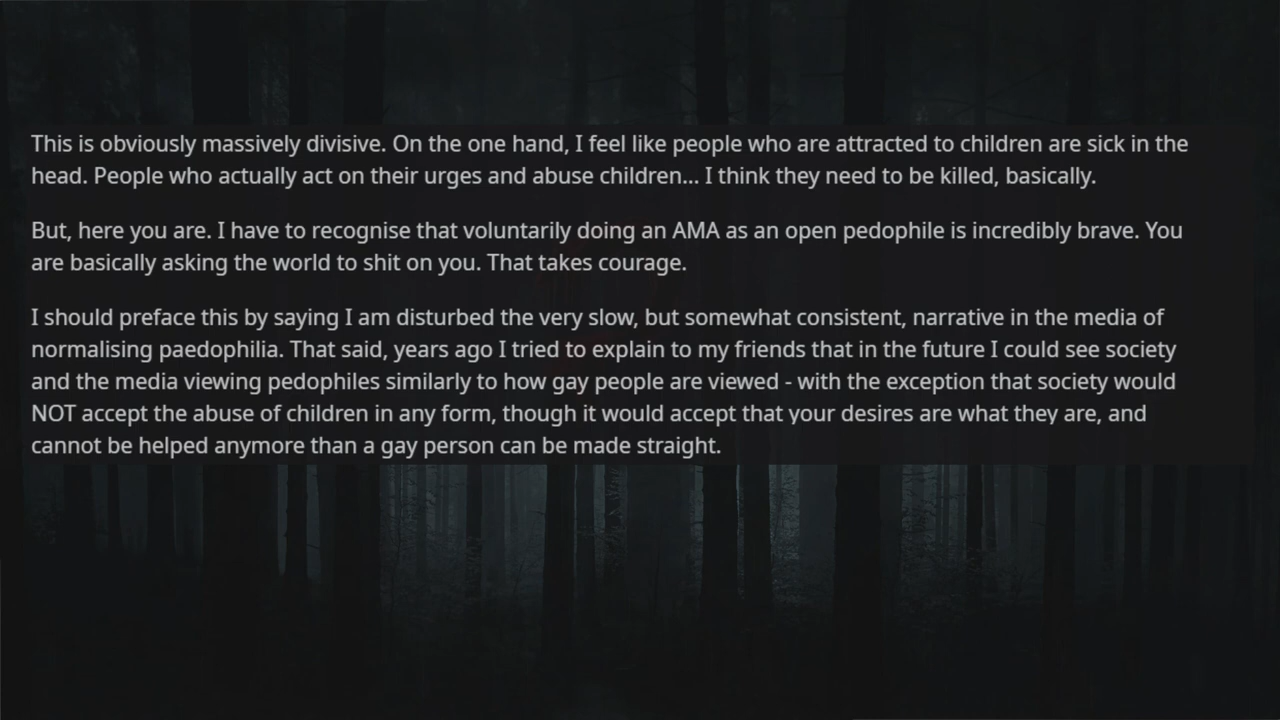 This is obviously massively divisive. On the one hand, I feel like people who are attracted to children are sick in the
head. People who actually act on their urges and abuse children... I think they need to be killed, basically.
But, here you are. I have to recognise that voluntarily doing an AMA as an open pedophile is incredibly brave. You
are basically asking the world to shit on you. That takes courage.
I should preface this by saying I am disturbed the very slow, but somewhat consistent, narrative in the media of
normalising paedophilia. That said, years ago I tried to explain to my friends that in the future I could see society
and the media viewing pedophiles similarly to how gay people are viewed - with the exception that society would
NOT accept the abuse of children in any form, though it would accept that your desires are what they are, and
cannot be helped anymore than a gay person can be made straight.